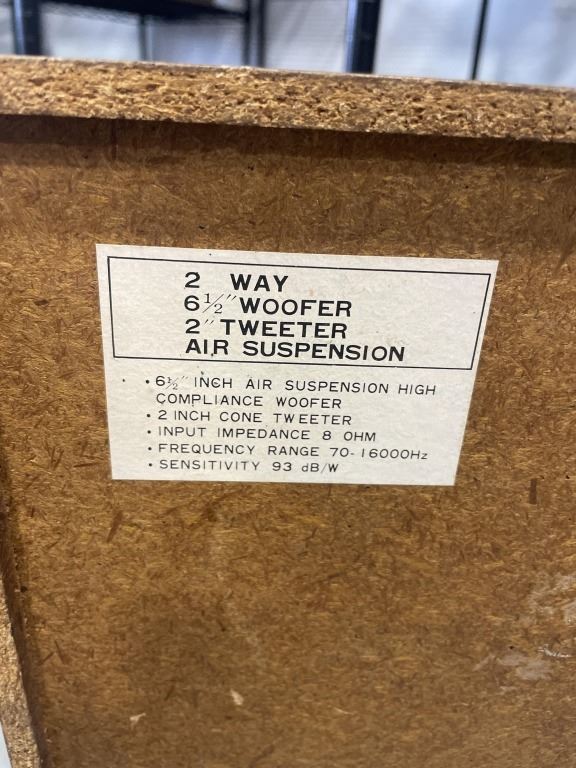 2 WAY
6½" WOOFER
2" TWEETER
AIR SUSPENSION
• 6½" INCH AIR SUSPENSION HIGH
COMPLIANCE WOOFER
• 2 INCH CONE TWEETER
• INPUT IMPEDANCE 8 OHM
• FREQUENCY RANGE 70-16000Hz
• SENSITIVITY 93 dB/W